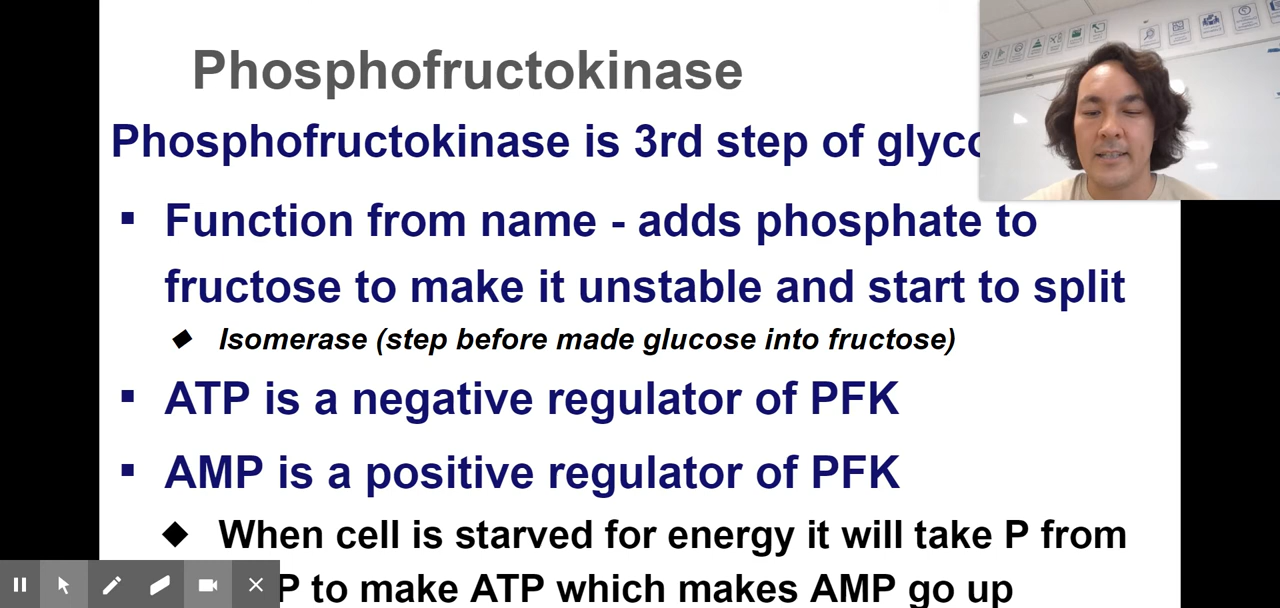 Phosphofructokinase
Phosphofructokinase is 3rd step of
Function from name - adds phosphate to
fructose to make it unstable and start to split
Isomerase (step before made glucose into fructose)
ATP is a negative regulator of PFK
AMP is a positive regulator of PFK
When cell is starved for energy it will take P from
P to make ATP which makes AMP go up